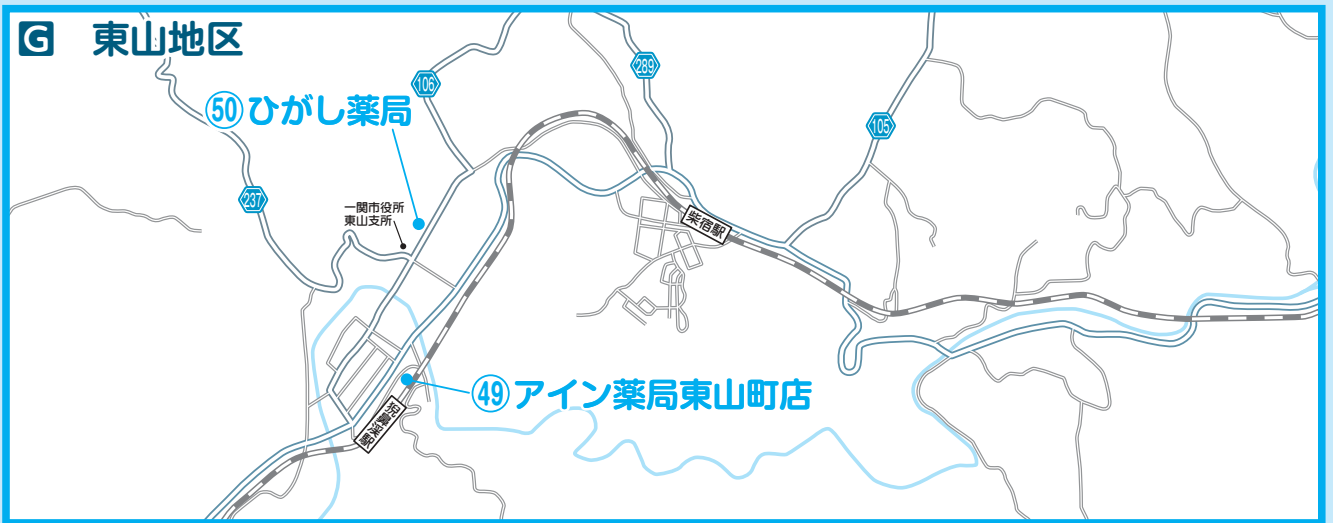 G 東山地区
106
289
㊿ひがし薬局
105
237
一関市役所
東山支所
柴宿駅
㊾アイン薬局東山町店
猊鼻渓駅